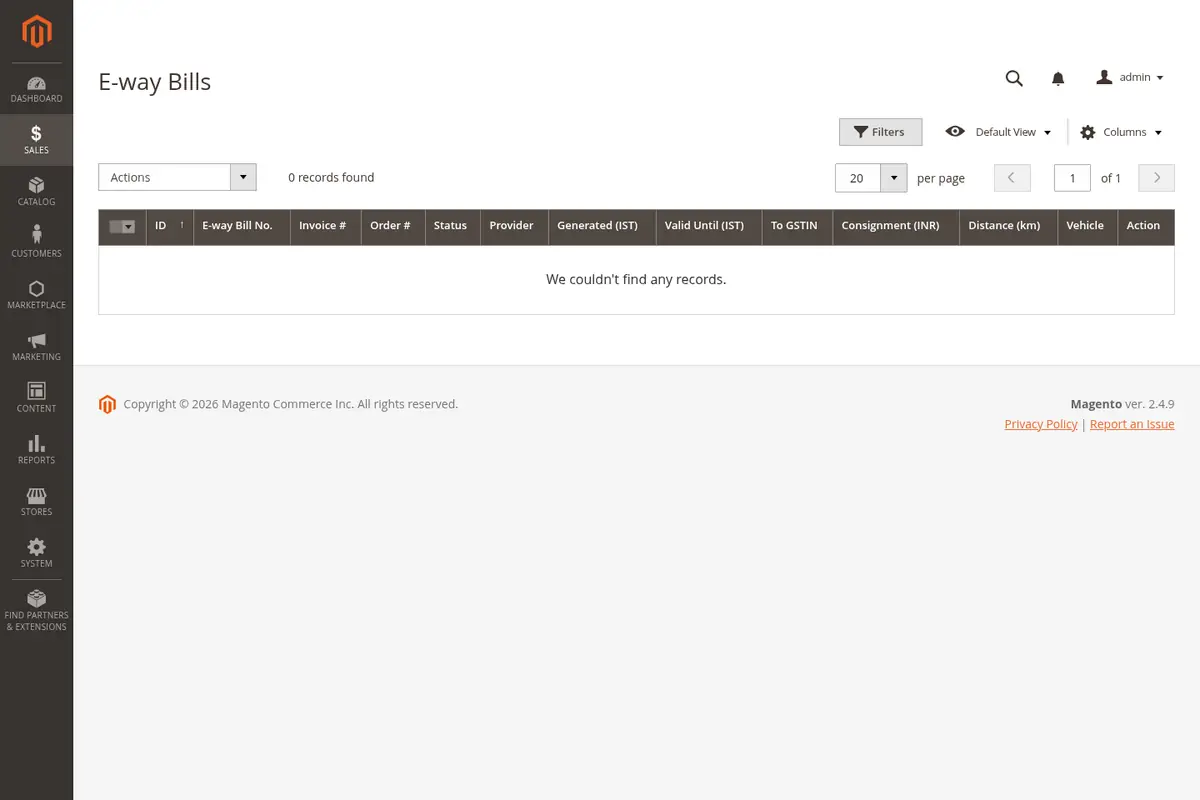 DASHBOARD
SALES
CATALOG
CUSTOMERS
MARKETPLACE
MARKETING
CONTENT
REPORTS
STORES
SYSTEM
FIND PARTNERS
& EXTENSIONS
E-way Bills
admin
Filters
Default View
Columns
Actions
0 records found
20
per page
1
of 1
ID ↑ E-way Bill No. Invoice # Order # Status Provider Generated (IST) Valid Until (IST) To GSTIN Consignment (INR) Distance (km) Vehicle Action
We couldn't find any records.
Copyright © 2026 Magento Commerce Inc. All rights reserved.
Magento ver. 2.4.9
Privacy Policy | Report an Issue